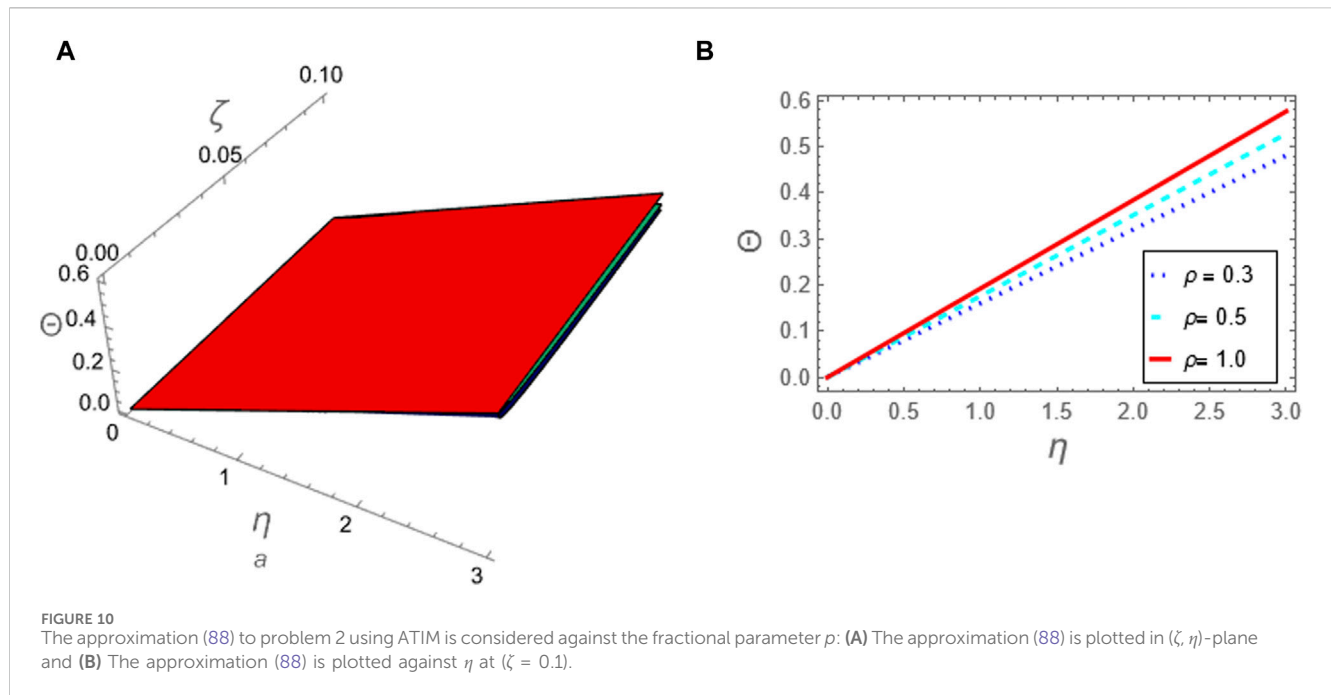 A
0.10
ζ
0.05
0.00
0.6
0.4
Θ
0.2
0.0
0
1
η
2
a
3
B
0.6
0.5
0.4
0.3
Θ
0.2
0.1
0.0
ρ = 0.3
ρ= 0.5
ρ= 1.0
0.0 0.5 1.0 1.5 2.0 2.5 3.0
η
FIGURE 10
The approximation (88) to problem 2 using ATIM is considered against the fractional parameter p: (A) The approximation (88) is plotted in (ζ, η)-plane
and (B) The approximation (88) is plotted against η at (ζ = 0.1).